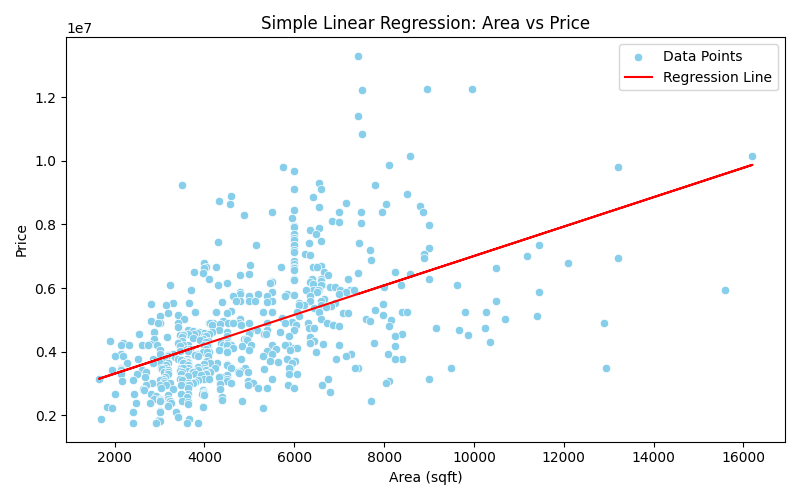 Simple Linear Regression: Area vs Price
1e7
Data Points
Regression Line
1.2
1.0
0.8
0.6
0.4
0.2
Price
2000 4000 6000 8000 10000 12000 14000 16000
Area (sqft)